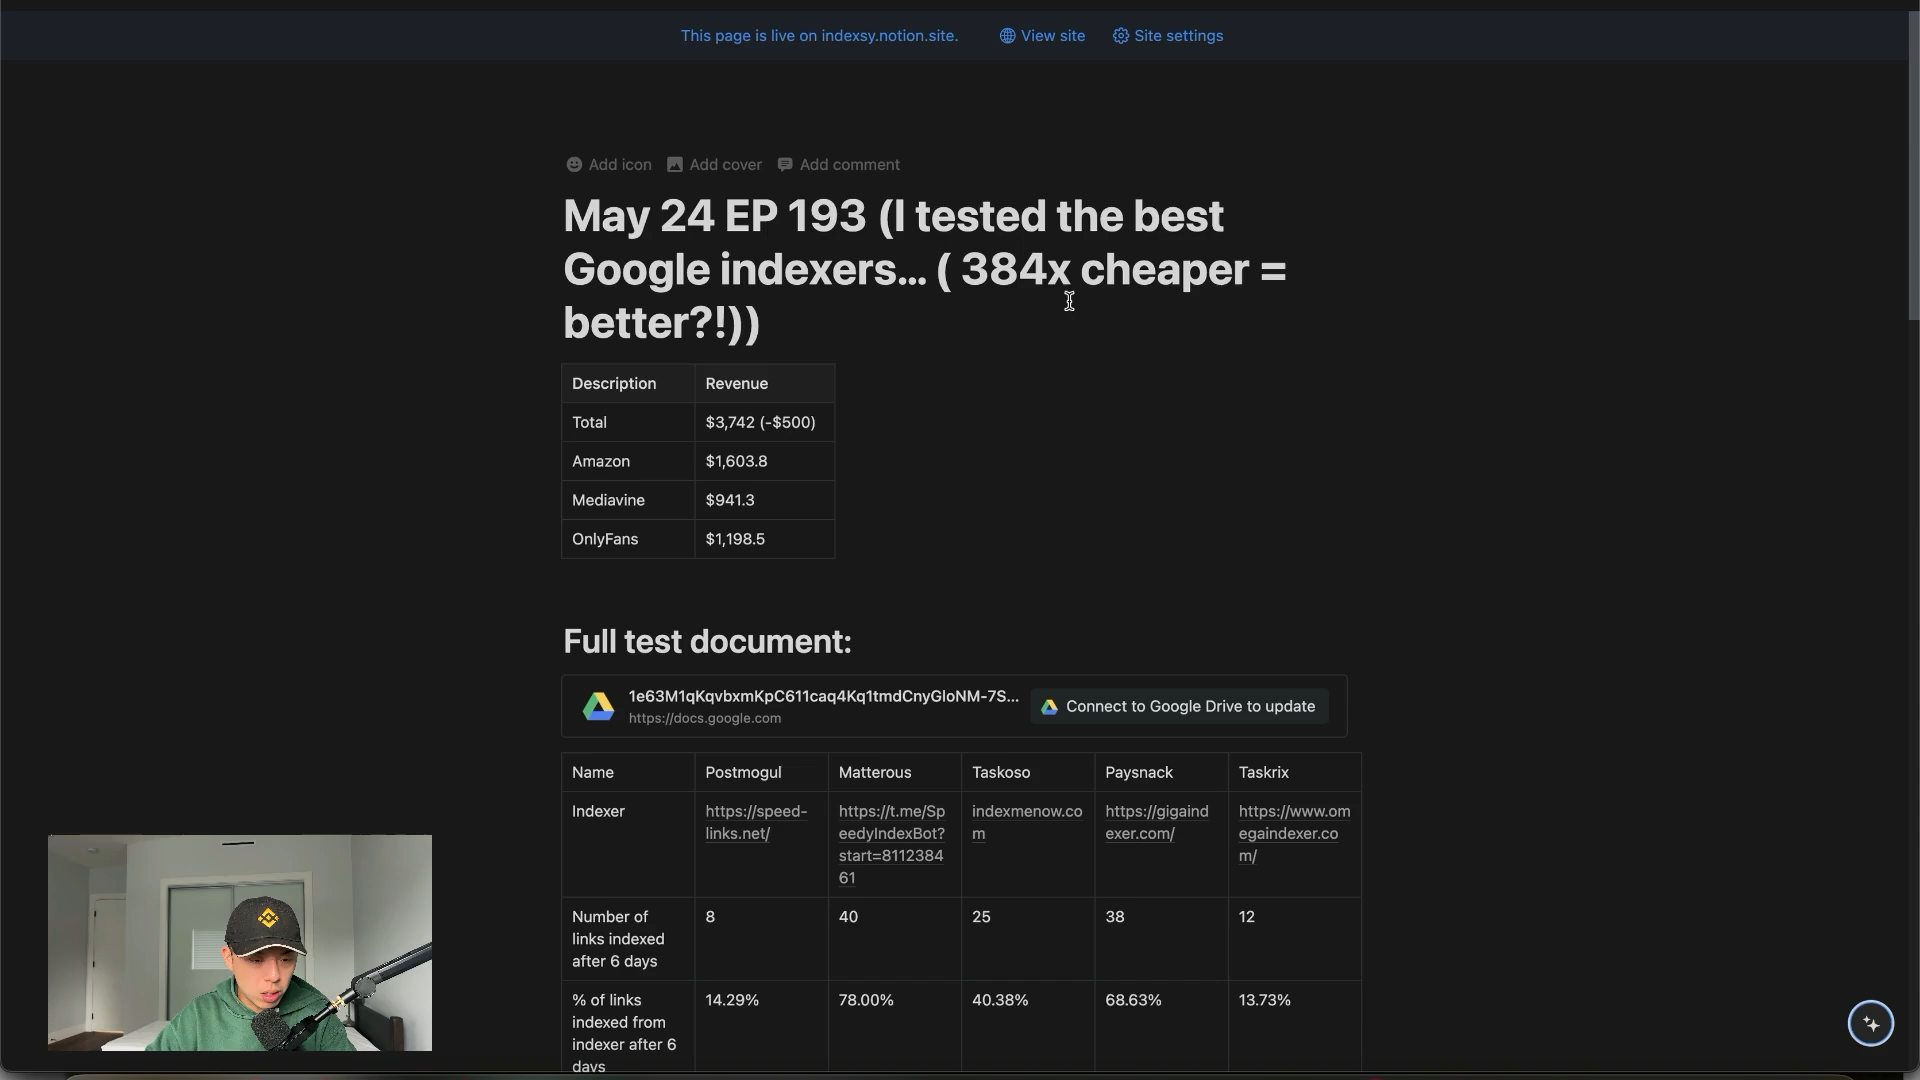 This page is live on indexsy.notion.site. View site Site settings
Add icon Add cover Add comment
May 24 EP 193 (I tested the best
Google indexers... ( 384x cheaper =
better?!))
Description Revenue
Total $3,742 (-$500)
Amazon $1,603.8
Mediavine $941.3
OnlyFans $1,198.5
Full test document:
1e63M1qKqvbxmKpC611caq4Kq1tmdCnyGloNM-7S...
https://docs.google.com
Connect to Google Drive to update
Name Postmogul Matterous Taskoso Paysnack Taskrix
Indexer https://speed- https://t.me/Sp indexmenow.co https://gigaind https://www.om
links.net/ eedyIndexBot? m exer.com/ egaindexer.co
start=8112384 m/
61
Number of 8 40 25 38 12
links indexed
after 6 days
% of links 14.29% 78.00% 40.38% 68.63% 13.73%
indexed from
indexer after 6
days